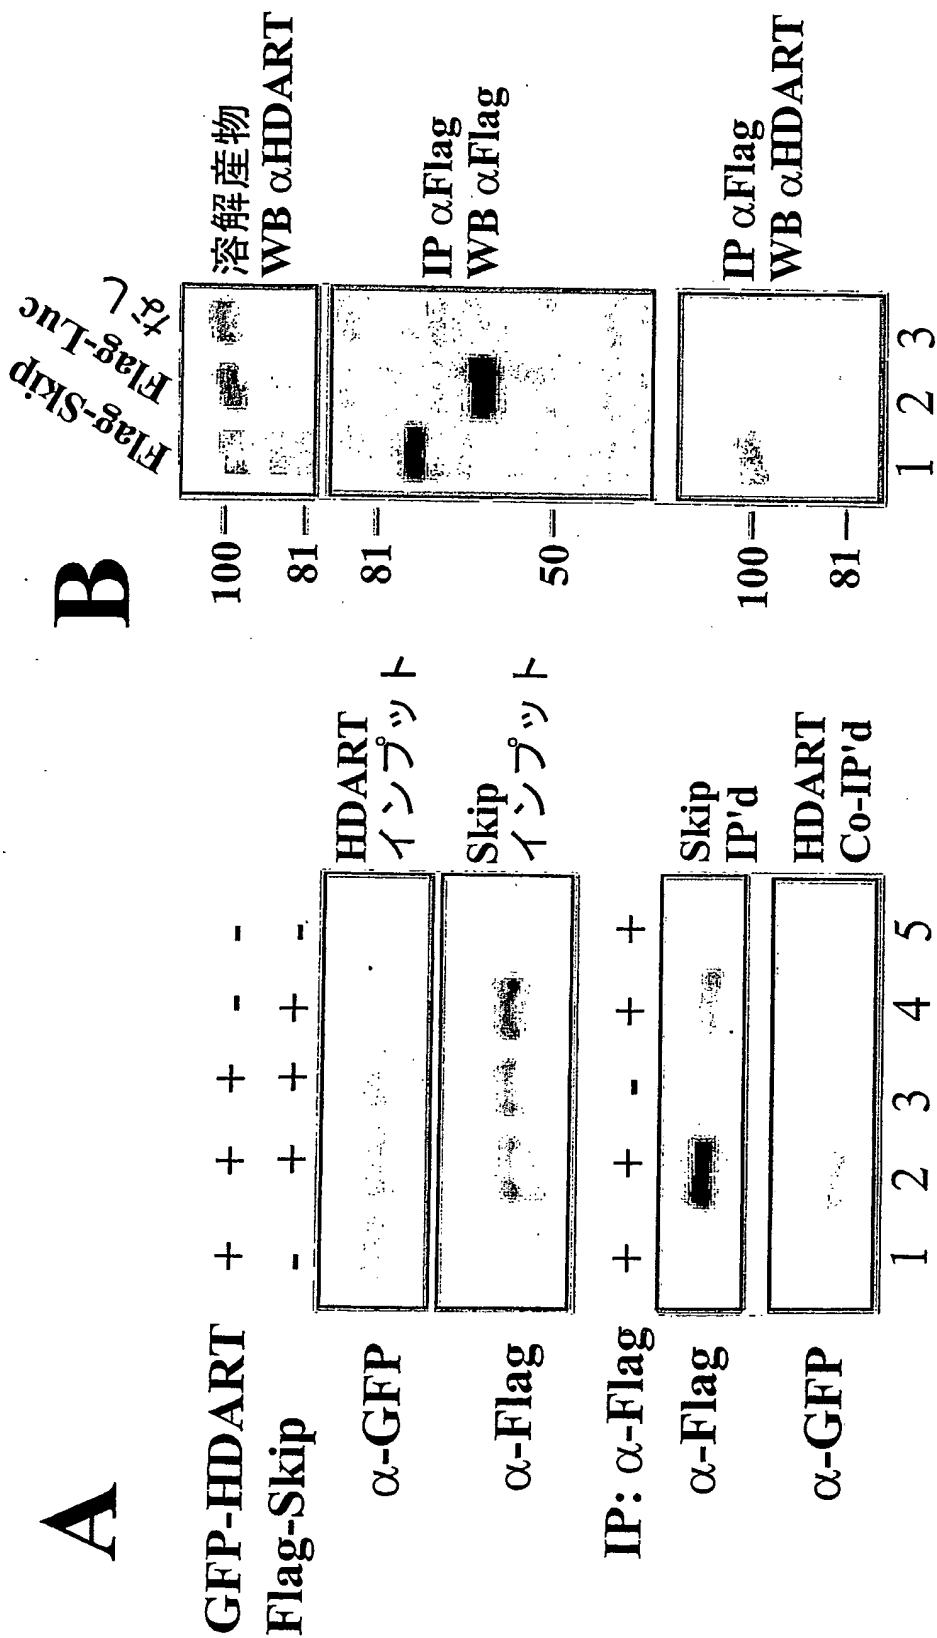 A
GFP-HDART + + + - -
Flag-Skip - + + + -
α-GFP
HDART
インプット
α-Flag
Skip
インプット
IP: α-Flag + + - + +
α-Flag
Skip
IP'd
α-GFP
HDART
Co-IP'd
1 2 3 4 5
B
Flag-Skip
Flag-Luc
なし
100
81
溶解産物
WB αHDART
81
50
IP αFlag
WB αFlag
100
81
IP αFlag
WB αHDART
1 2 3